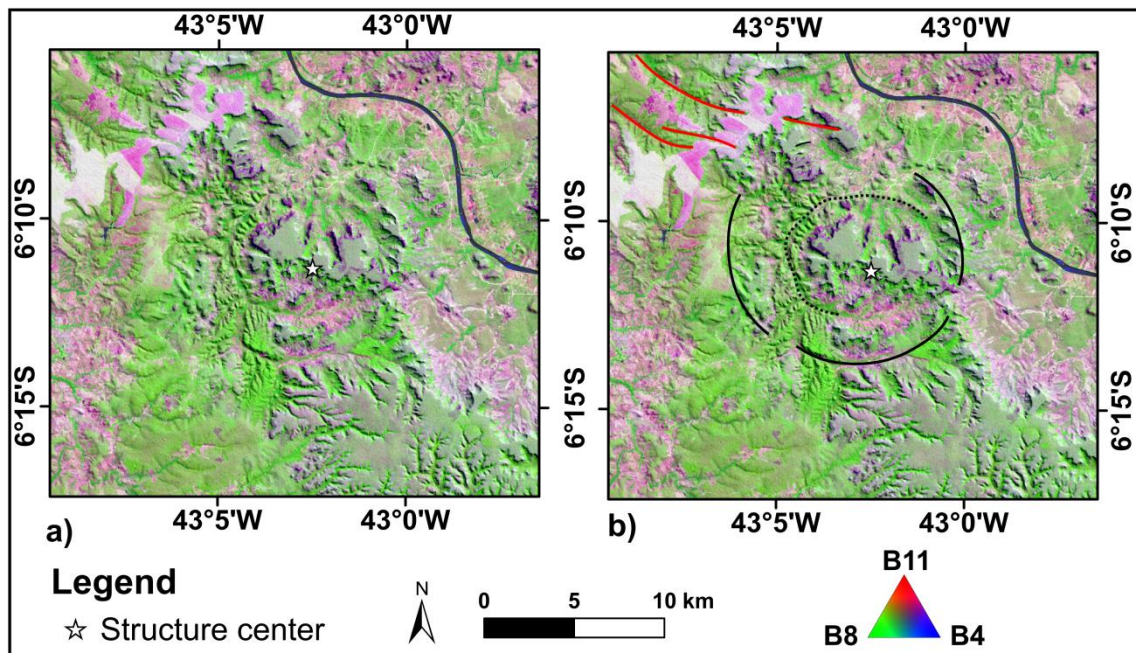 43°5'W 43°0'W 43°5'W 43°0'W
6°10'S 6°10'S 6°10'S
6°15'S 6°15'S 6°15'S
43°5'W 43°0'W 43°5'W 43°0'W
a) b)
Legend
☆ Structure center
N
0 5 10 km
B11
B8 B4